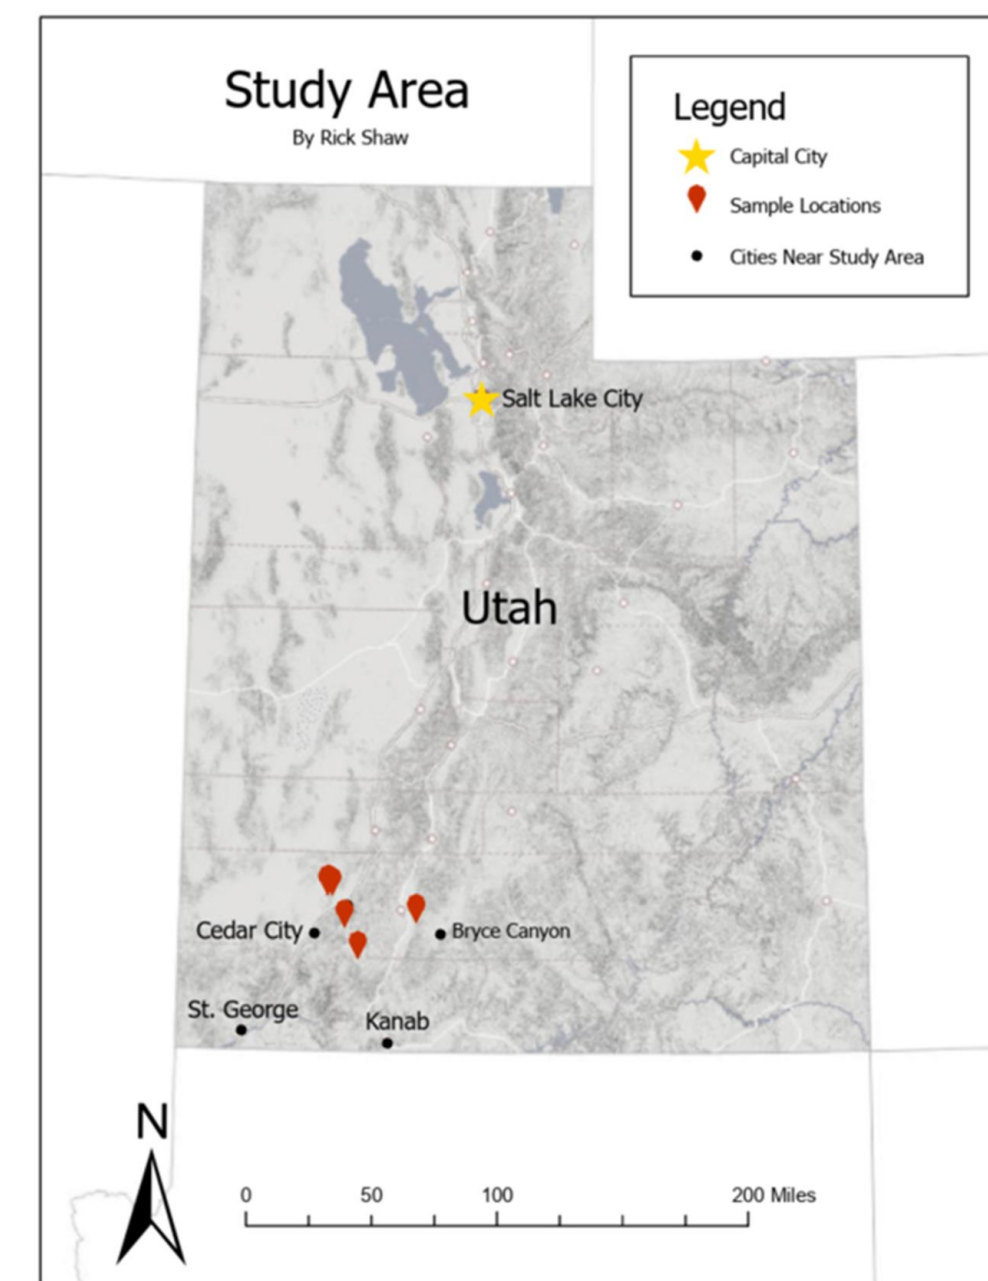 Study Area
By Rick Shaw
Legend
Capital City
Sample Locations
Cities Near Study Area
Salt Lake City
Utah
Cedar City
Bryce Canyon
St. George
Kanab
N
0 50 100 200 Miles